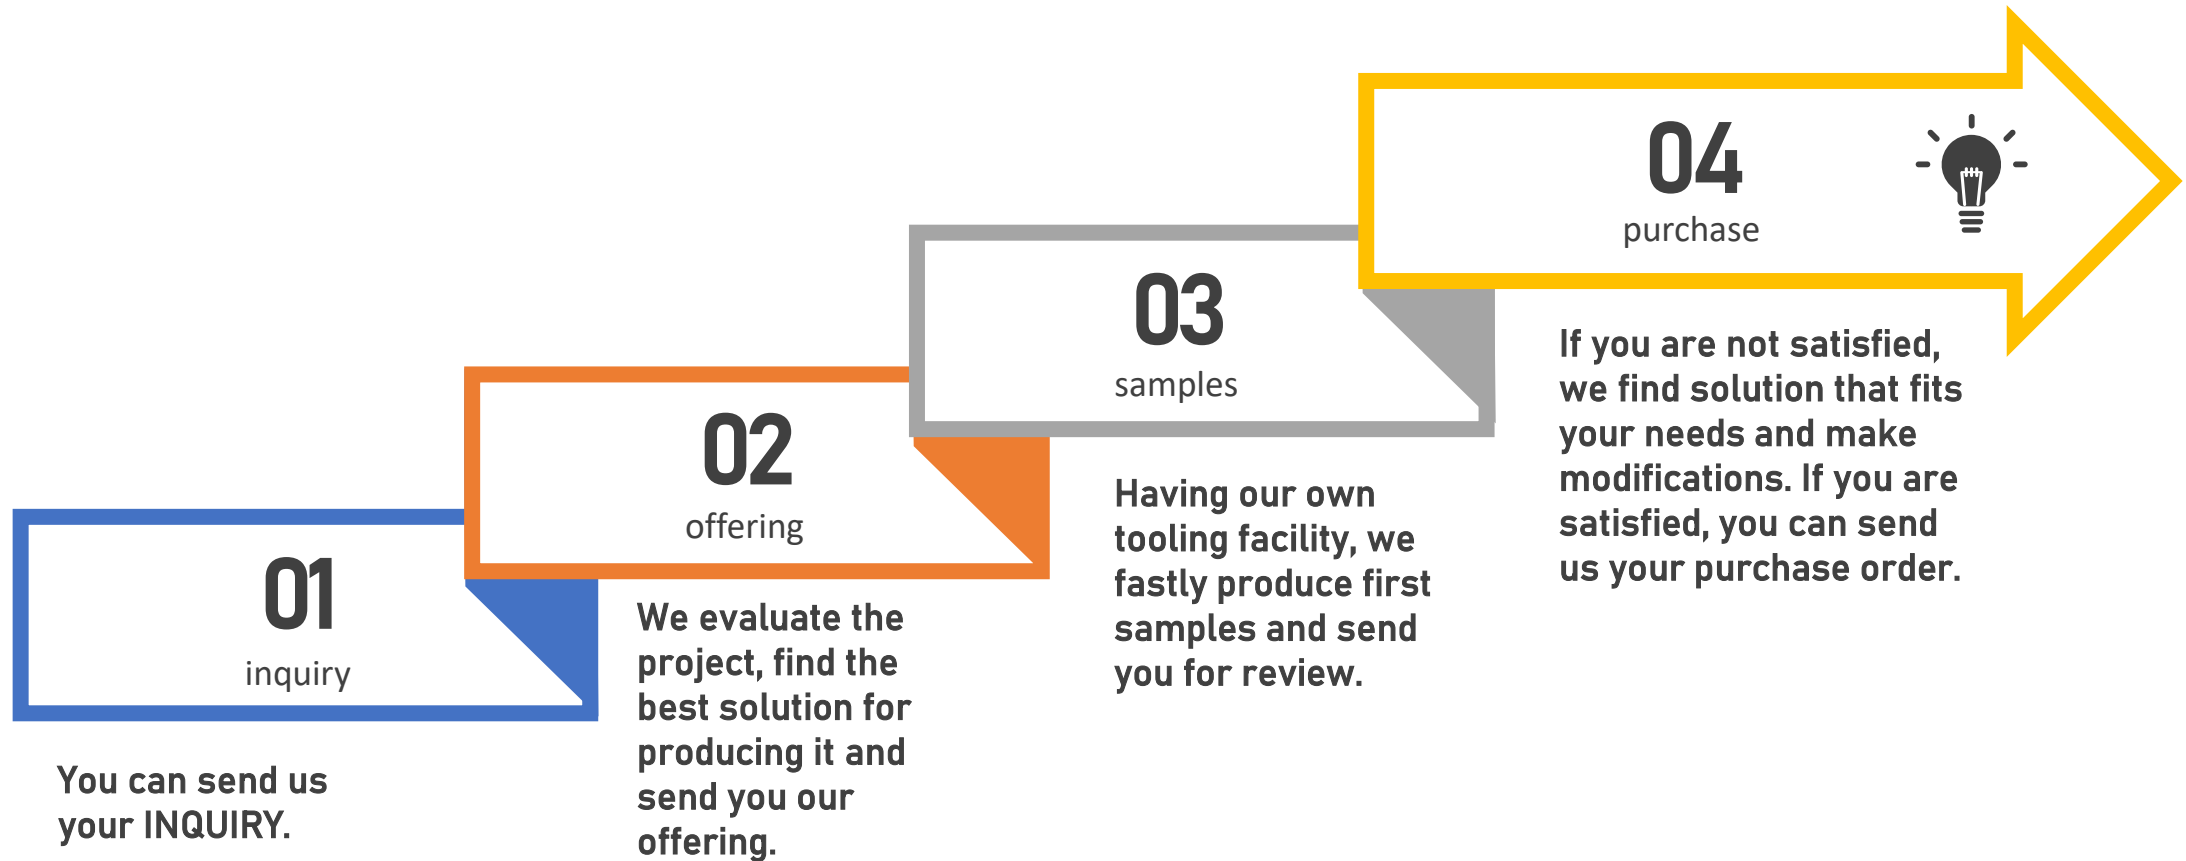 01
inquiry
You can send us
your INQUIRY.
02
offering
We evaluate the
project, find the
best solution for
producing it and
send you our
offering.
03
samples
Having our own
tooling facility, we
fastly produce first
samples and send
you for review.
04
purchase
If you are not satisfied,
we find solution that fits
your needs and make
modifications. If you are
satisfied, you can send
us your purchase order.